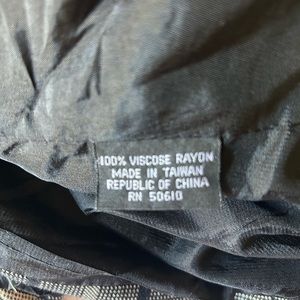 100% VISCOSE RAYON
MADE IN TAIWAN
REPUBLIC OF CHINA
RN 50610